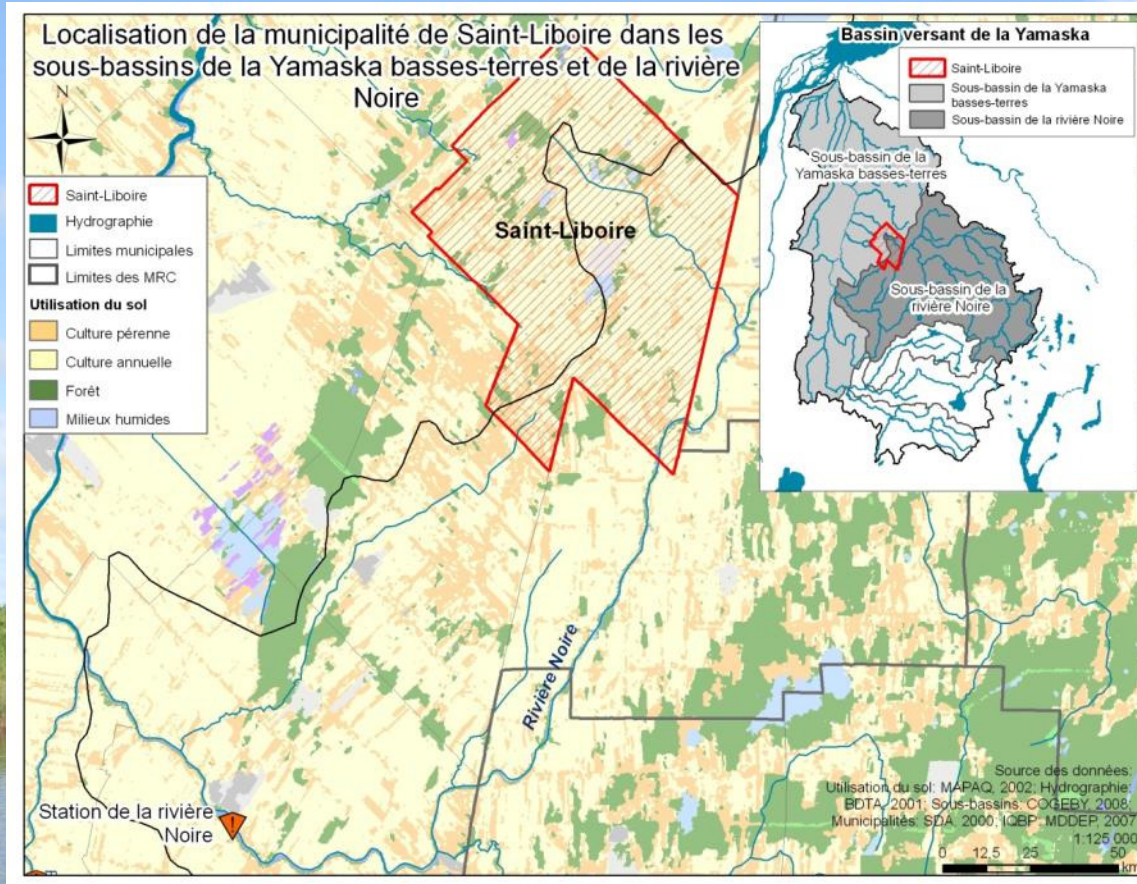 Localisation de la municipalité de Saint-Liboire dans les
sous-bassins de la Yamaska basses-terres et de la rivière
Noire
N
Saint-Liboire
Hydrographie
Limites municipales
Limites des MRC
Utilisation du sol
Culture pérenne
Culture annuelle
Forêt
Milieux humides
Saint-Liboire
Rivière Noire
Station de la rivière
Noire
Bassin versant de la Yamaska
Saint-Liboire
Sous-bassin de la Yamaska
basses-terres
Sous-bassin de la rivière Noire
Sous-bassin de la
Yamaska basses-terres
Sous-bassin de la
rivière Noire
Source des données:
Utilisation du sol: MAPAQ, 2002; Hydrographie:
BDTA, 2001; Sous-bassins: COGEBY, 2008;
Municipalités: SDA, 2000; IQBP: MDDEP, 2007
1:125 000
0 12,5 25 50
km